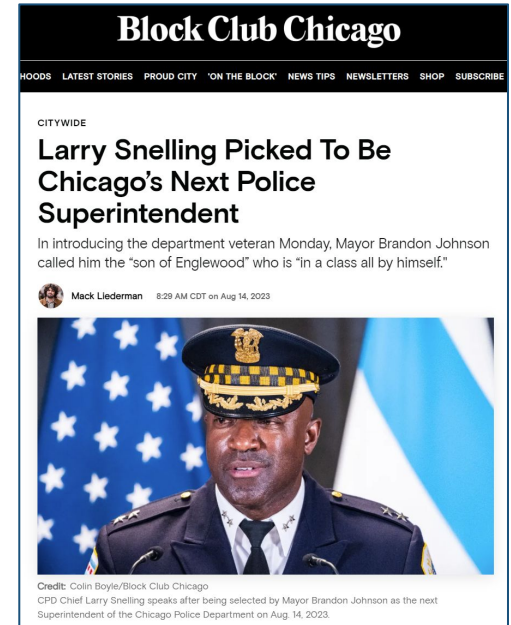 Block Club Chicago
HOODS LATEST STORIES PROUD CITY 'ON THE BLOCK' NEWS TIPS NEWSLETTERS SHOP SUBSCRIBE
CITYWIDE
Larry Snelling Picked To Be
Chicago's Next Police
Superintendent
In introducing the department veteran Monday, Mayor Brandon Johnson
called him the “son of Englewood” who is “in a class all by himself."
Mack Liederman 8:29 AM CDT on Aug 14, 2023
Credit: Colin Boyle/Block Club Chicago
CPD Chief Larry Snelling speaks after being selected by Mayor Brandon Johnson as the next
Superintendent of the Chicago Police Department on Aug. 14, 2023.